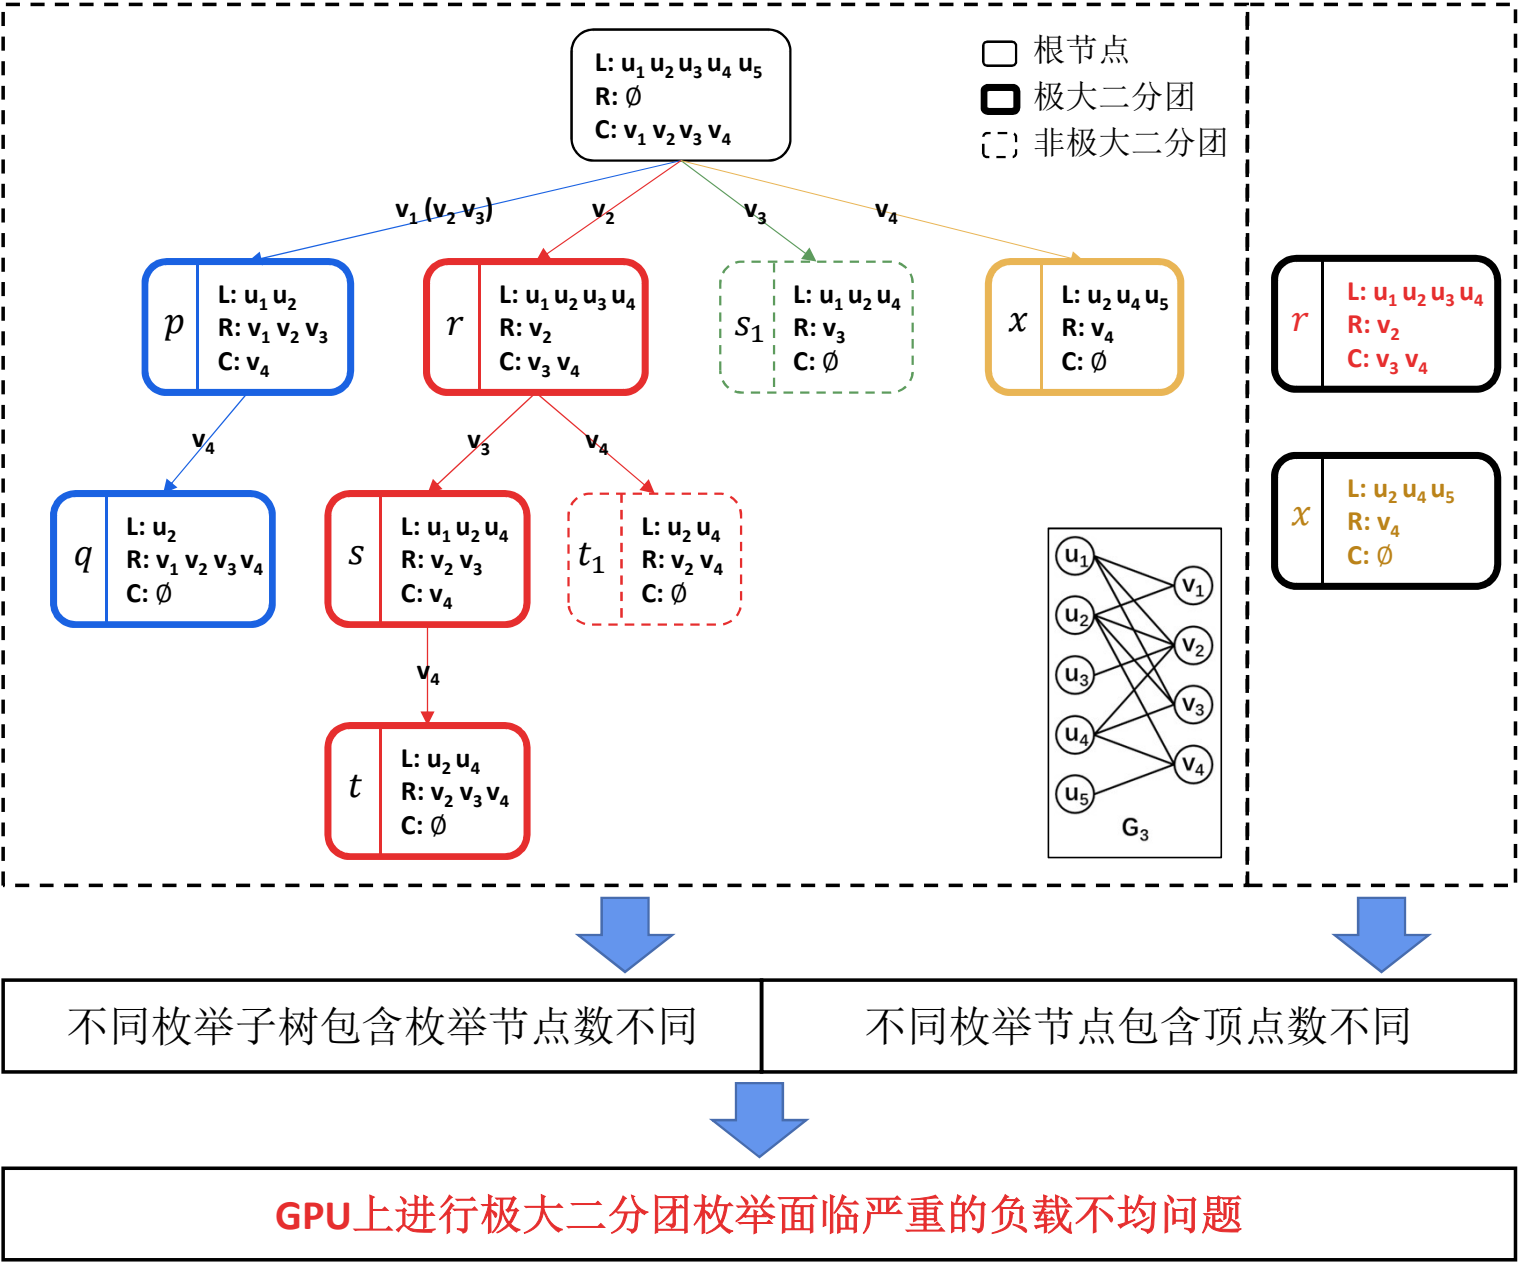 L: u₁ u₂ u₃ u₄ u₅
R: ∅
C: v₁ v₂ v₃ v₄
根节点
极大二分团
非极大二分团
v₁ (v₂ v₃)
v₂
v₃
v₄
p
L: u₁ u₂
R: v₁ v₂ v₃
C: v₄
r
L: u₁ u₂ u₃ u₄
R: v₂
C: v₃ v₄
s₁
L: u₁ u₂ u₄
R: v₃
C: ∅
x
L: u₂ u₄ u₅
R: v₄
C: ∅
r
L: u₁ u₂ u₃ u₄
R: v₂
C: v₃ v₄
v₄
v₃
v₄
q
L: u₂
R: v₁ v₂ v₃ v₄
C: ∅
s
L: u₁ u₂ u₄
R: v₂ v₃
C: v₄
t₁
L: u₂ u₄
R: v₂ v₄
C: ∅
x
L: u₂ u₄ u₅
R: v₄
C: ∅
v₄
t
L: u₂ u₄
R: v₂ v₃ v₄
C: ∅
u₁
v₁
u₂
v₂
u₃
v₃
u₄
v₄
u₅
G₃
不同枚举子树包含枚举节点数不同
不同枚举节点包含顶点数不同
GPU上进行极大二分团枚举面临严重的负载不均问题